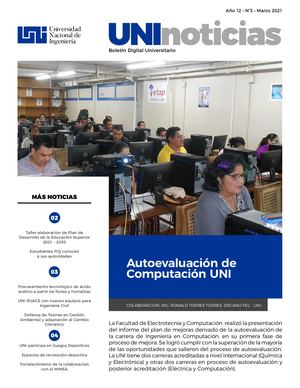 Universidad
Nacional de
Ingeniería
Año 12 - N°3 - Marzo 2021
UNInoticias
Boletín Digital Universitario
etap
MÁS NOTICIAS
02
Taller elaboración de Plan de
Desarrollo de la Educación Superior
2021 - 2030
Estudiantes FIQ conocen
a sus autoridades
03
Procesamiento tecnológico de ácido
acético a partir de frutas y hortalizas
UNI-RUACS con nuevos equipos para
Ingeniería Civil
Defensa de Tesinas en Gestión
Ambiental y adaptación al Cambio
Climático
04
UNI participa en Juegos Deportivos
Espacios de recreación deportiva
Fortalecimiento de la colaboración
con el MINSA
Autoevaluación de
Computación UNI
COLABORACIÓN: ING. RONALD TORRES TORRES, DECANO FEC - UNI
La Facultad de Electrotecnia y Computación realizó la presentación
del informe del plan de mejoras derivado de la autoevaluación de
la carrera de Ingeniería en Computación, en su primera fase de
proceso de mejora. Se logró cumplir con la superación de la mayoría
de las oportunidades que salieron del proceso de autoevaluación.
La UNI tiene dos carreras acreditadas a nivel internacional (Química
y Electrónica) y otras dos carreras en proceso de autoevaluación y
posterior acreditación (Eléctrica y Computación).